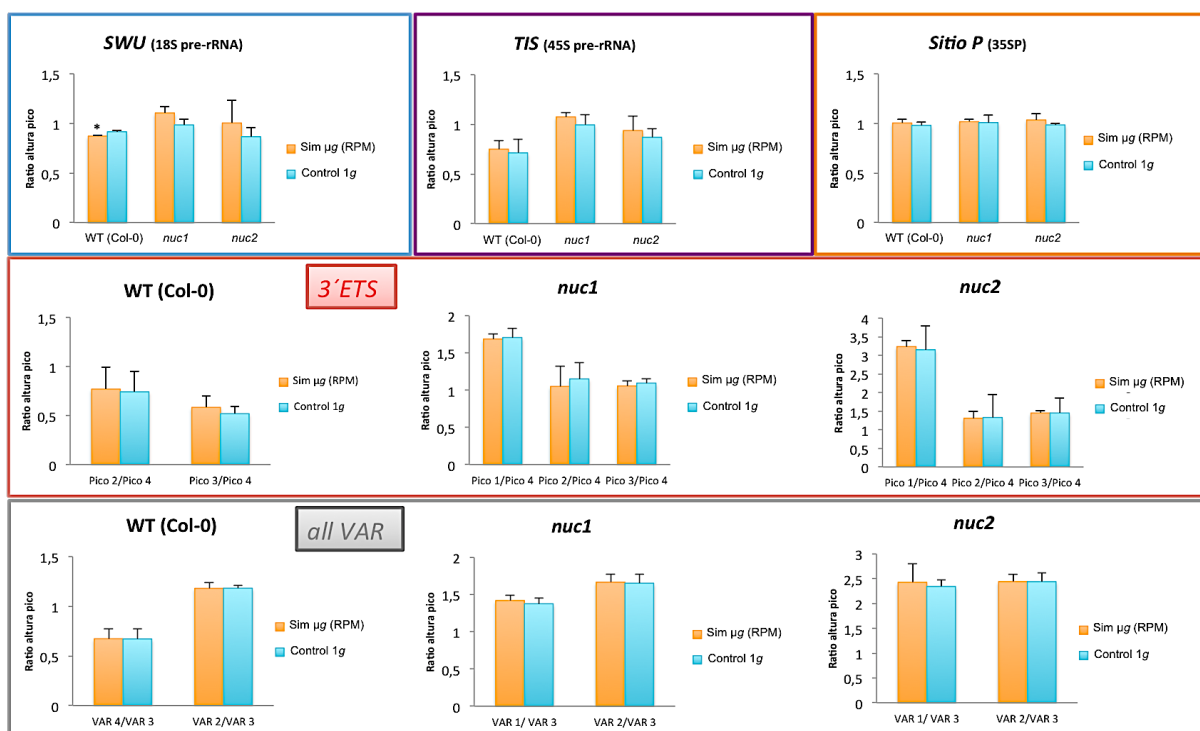 SWU (18S pre-rRNA)
Ratio altura pico
1,5
1
0,5
0
*
WT (Col-0) nuc1 nuc2
Sim µg (RPM)
Control 1g
TIS (45S pre-rRNA)
Ratio altura pico
1,5
1
0,5
0
WT (Col-0) nuc1 nuc2
Sim µg (RPM)
Control 1g
Sitio P (35SP)
Ratio altura pico
1,5
1
0,5
0
WT (Col-0) nuc1 nuc2
Sim µg (RPM)
Control 1g
3´ETS
WT (Col-0)
Ratio altura pico
1,5
1
0,5
0
Pico 2/Pico 4 Pico 3/Pico 4
Sim µg (RPM)
Control 1g
nuc1
Ratio altura pico
2
1,5
1
0,5
0
Pico 1/Pico 4 Pico 2/Pico 4 Pico 3/Pico 4
Sim µg (RPM)
Control 1g
nuc2
Ratio altura pico
4
3,5
3
2,5
2
1,5
1
0,5
0
Pico 1/Pico 4 Pico 2/Pico 4 Pico 3/Pico 4
Sim µg (RPM)
Control 1g
all VAR
WT (Col-0)
Ratio altura pico
1,5
1
0,5
0
VAR 4/VAR 3 VAR 2/VAR 3
Sim µg (RPM)
Control 1g
nuc1
Ratio altura pico
2
1,5
1
0,5
0
VAR 1/ VAR 3 VAR 2/VAR 3
Sim µg (RPM)
Control 1g
nuc2
Ratio altura pico
3
2,5
2
1,5
1
0,5
0
VAR 1/ VAR 3 VAR 2/VAR 3
Sim µg (RPM)
Control 1g